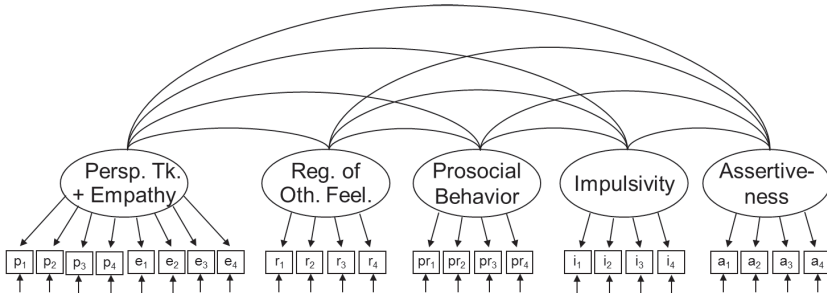 Persp. Tk.
+ Empathy
Reg. of
Oth. Feel.
Prosocial
Behavior
Impulsivity
Assertive-
ness
p₁ p₂ p₃ p₄ e₁ e₂ e₃ e₄ r₁ r₂ r₃ r₄ pr₁ pr₂ pr₃ pr₄ i₁ i₂ i₃ i₄ a₁ a₂ a₃ a₄